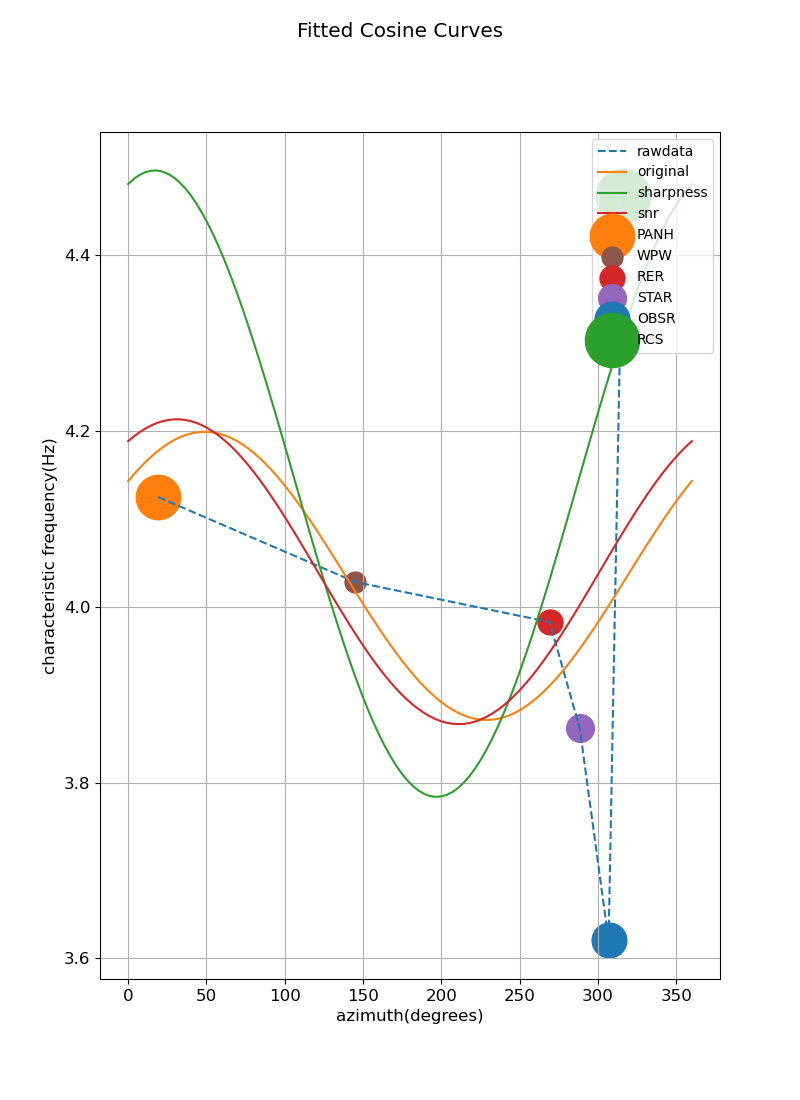 Fitted Cosine Curves
characteristic frequency(Hz)
4.4
4.2
4.0
3.8
3.6
rawdata
original
sharpness
snr
PANH
WPW
RER
STAR
OBSR
RCS
0 50 100 150 200 250 300 350
azimuth(degrees)